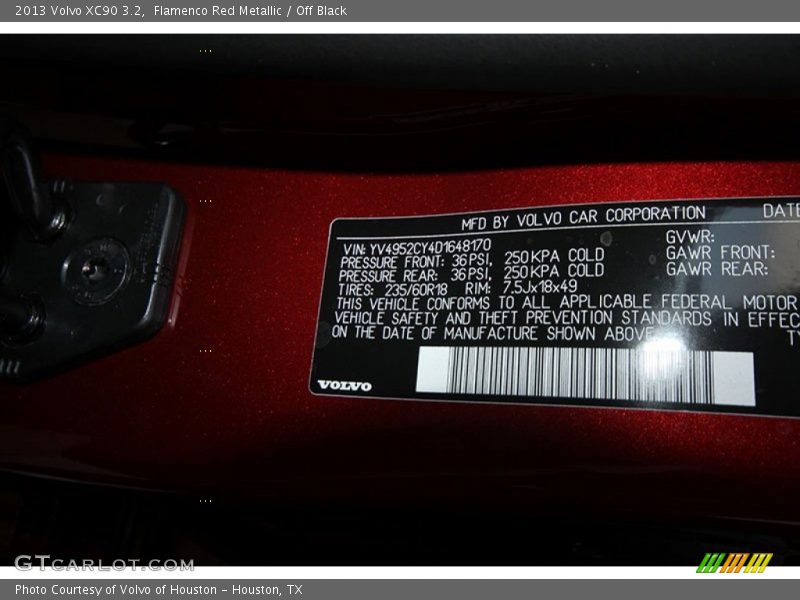 2013 Volvo XC90 3.2, Flamenco Red Metallic / Off Black
MFD BY VOLVO CAR CORPORATION DATE
VIN: YV4952CY4D1648170 GVWR:
PRESSURE FRONT: 36PSI, 250KPA COLD GAWR FRONT:
PRESSURE REAR: 36PSI, 250KPA COLD GAWR REAR:
TIRES: 235/60R18 RIM: 7.5Jx18x49
THIS VEHICLE CONFORMS TO ALL APPLICABLE FEDERAL MOTOR
VEHICLE SAFETY AND THEFT PREVENTION STANDARDS IN EFFEC
ON THE DATE OF MANUFACTURE SHOWN ABOVE TY
VOLVO
GTCARLOT.COM
Photo Courtesy of Volvo of Houston - Houston, TX